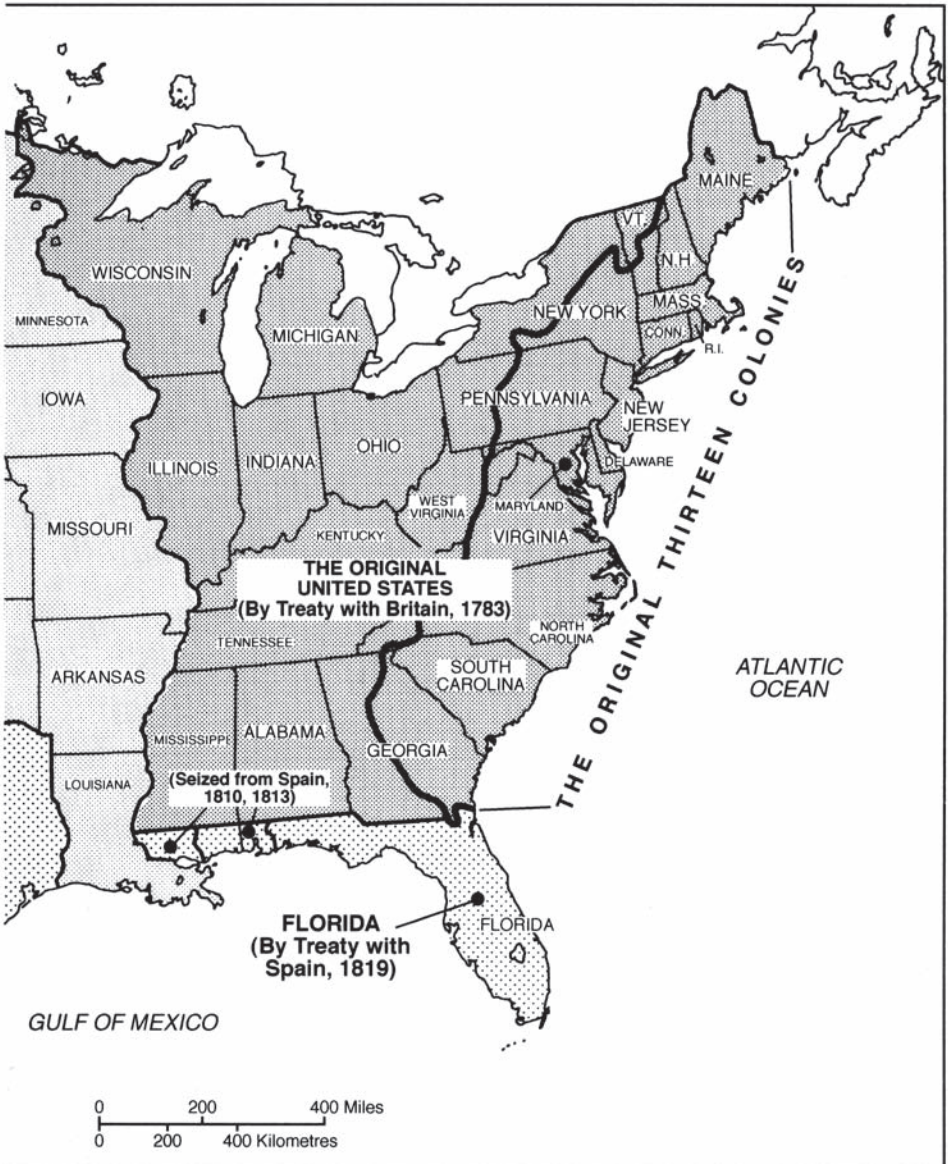 MAINE
VT.
N.H.
WISCONSIN
MINNESOTA
MICHIGAN
NEW YORK
MASS.
CONN.
R.I.
IOWA
PENNSYLVANIA
NEW
JERSEY
ILLINOIS
INDIANA
OHIO
DELAWARE
WEST
VIRGINIA
MARYLAND
MISSOURI
KENTUCKY
VIRGINIA
THE ORIGINAL
UNITED STATES
(By Treaty with Britain, 1783)
THE ORIGINAL THIRTEEN COLONIES
TENNESSEE
NORTH
CAROLINA
ARKANSAS
SOUTH
CAROLINA
ATLANTIC
OCEAN
MISSISSIPPI
ALABAMA
GEORGIA
LOUISIANA
(Seized from Spain,
1810, 1813)
FLORIDA
(By Treaty with
Spain, 1819)
FLORIDA
GULF OF MEXICO
0 200 400 Miles
0 200 400 Kilometres